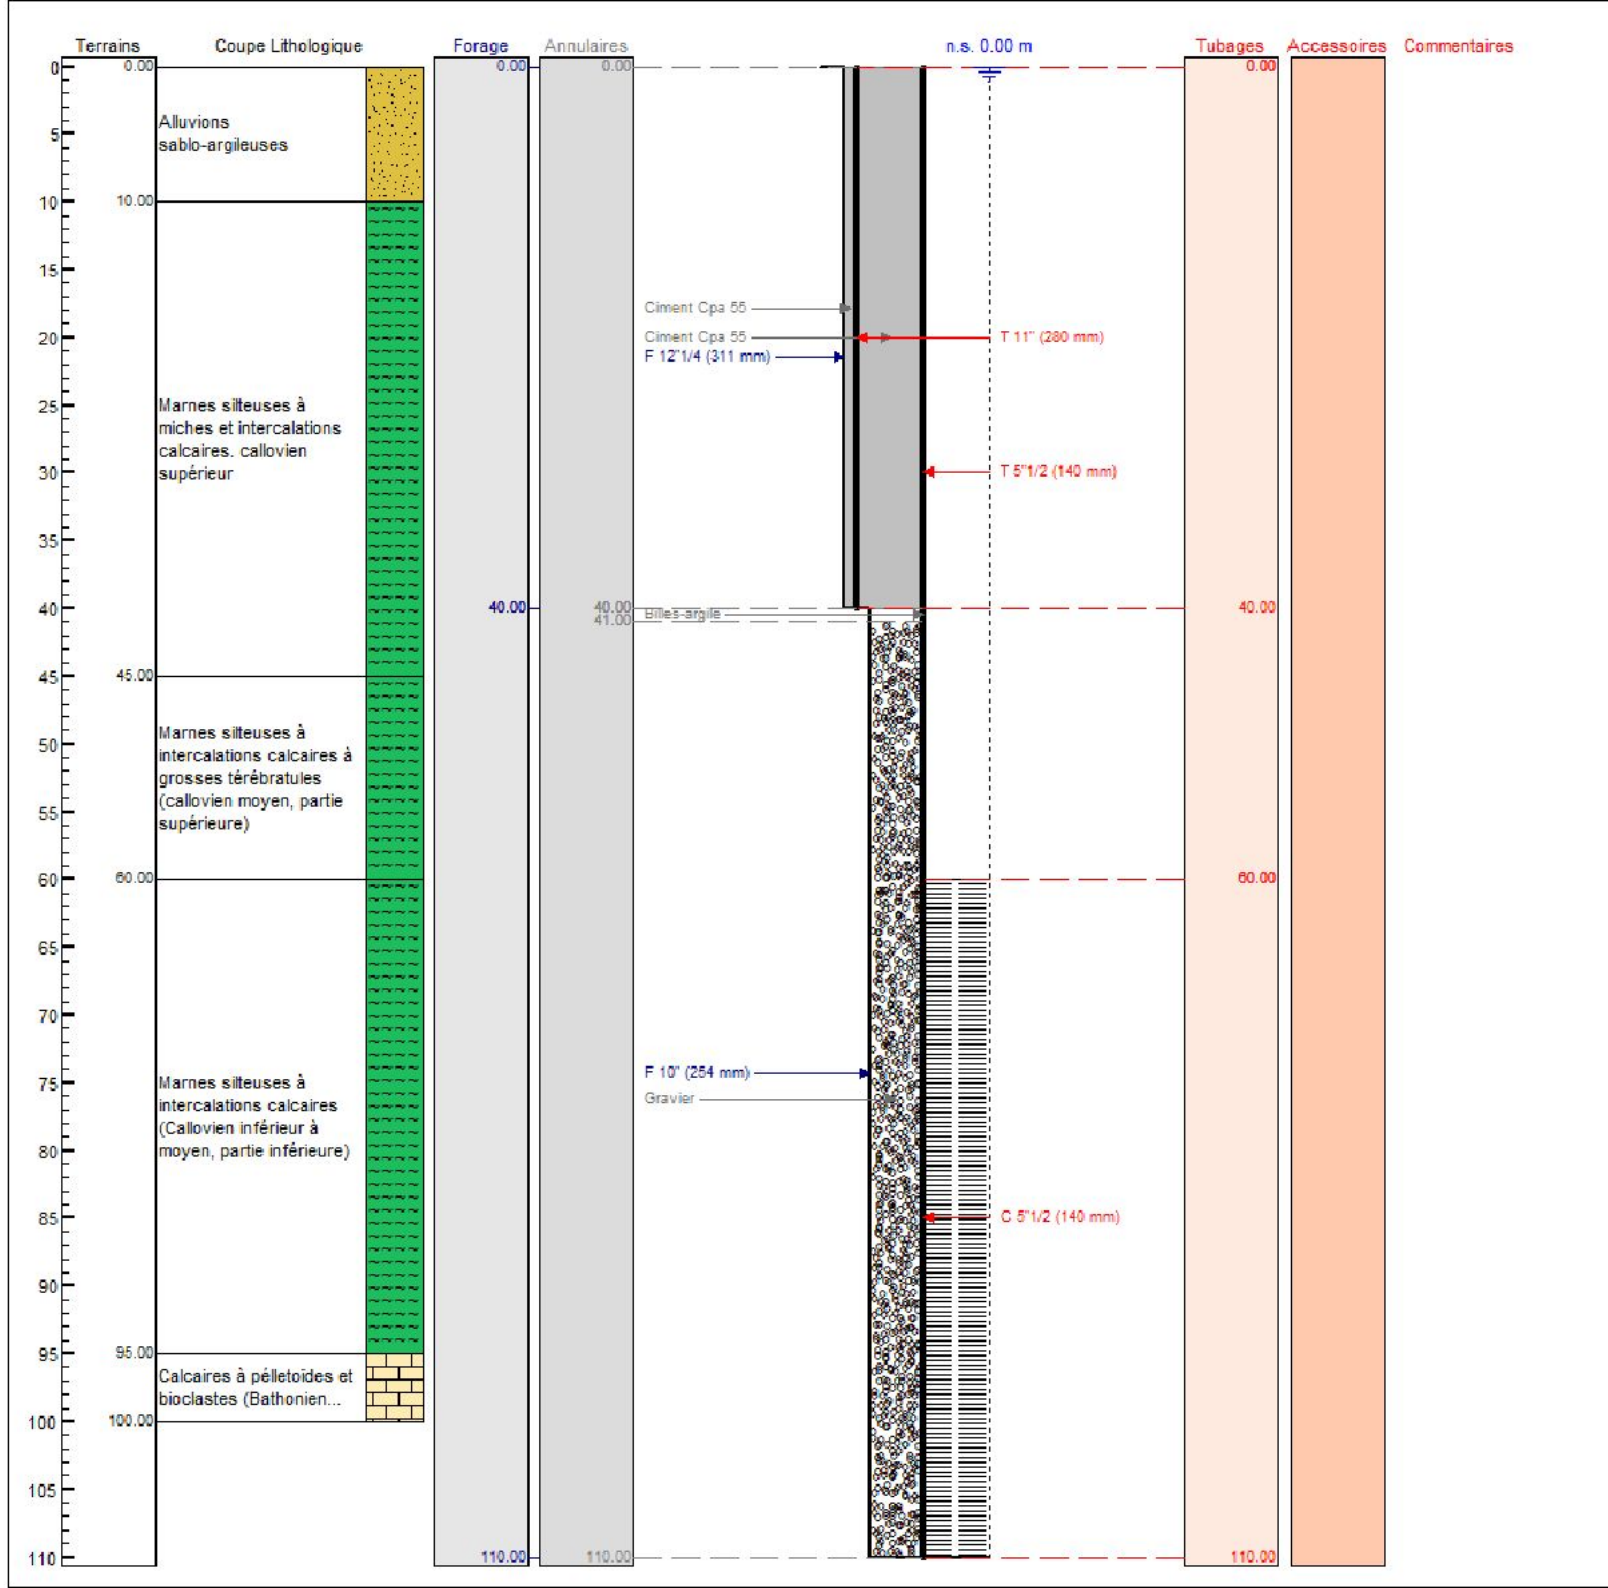 Terrains Coupe Lithologique Forage Annulaires n.s. 0.00 m Tubages Accessoires Commentaires
0 0.00 0.00 0.00 0.00
Alluvions
5
sablo-argileuses
10 10.00
15
Ciment Cpa 55
20 Ciment Cpa 55 T 11" (280 mm)
F 12"1/4 (311 mm)
25 Marnes silteuses à
miches et intercalations
calcaires. callovien
30 supérieur T 5"1/2 (140 mm)
35
40 40.00 40.00 40.00
41.00 Billes-argile
45 45.00
Marnes silteuses à
50 intercalations calcaires à
grosses térébratules
(callovien moyen, partie
55 supérieure)
60 60.00 60.00
65
70
F 10" (254 mm)
75 Marnes silteuses à Gravier
intercalations calcaires
(Callovien inférieur à
80 moyen, partie inférieure)
85 C 5"1/2 (140 mm)
90
95 95.00
Calcaires à pélletoïdes et
bioclastes (Bathonien...
100 100.00
105
110 110.00 110.00 110.00